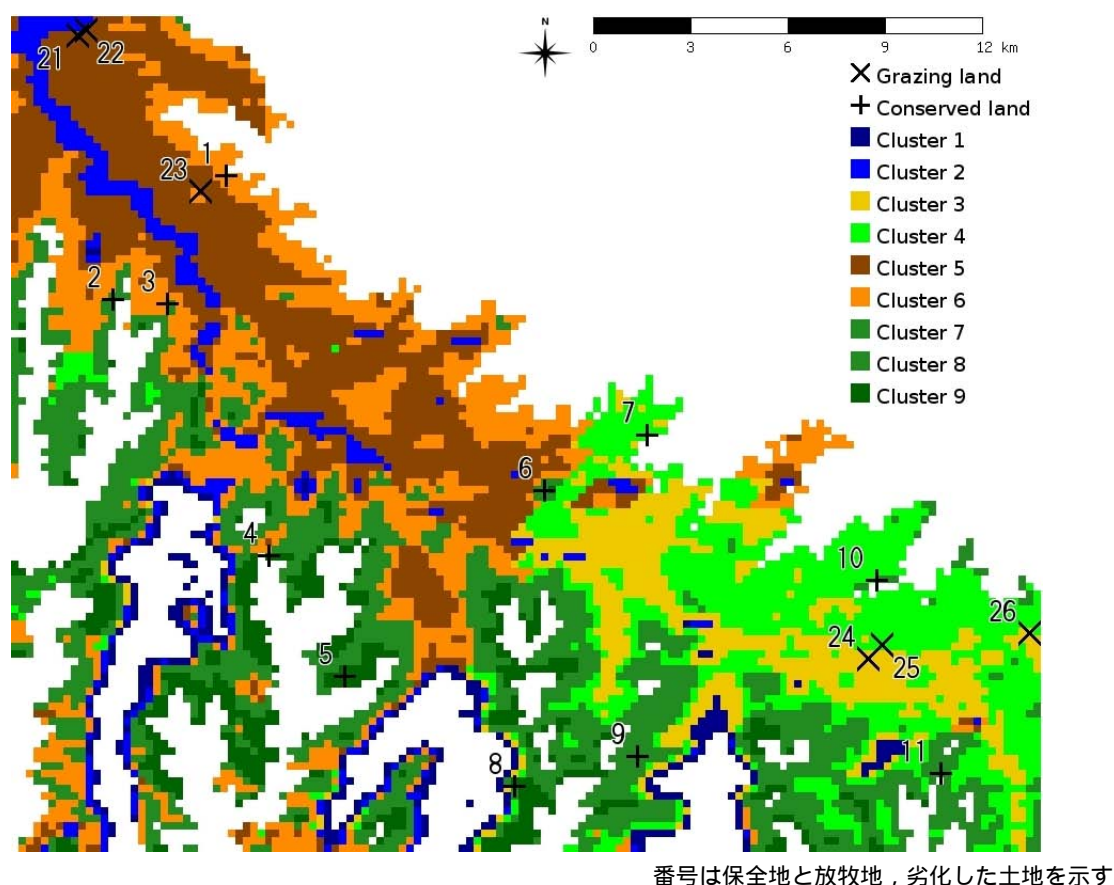 N
0 3 6 9 12 km
Grazing land
Conserved land
Cluster 1
Cluster 2
Cluster 3
Cluster 4
Cluster 5
Cluster 6
Cluster 7
Cluster 8
Cluster 9
21
22
23
1
2
3
4
5
6
7
8
9
10
11
24
25
26
番号は保全地と放牧地，劣化した土地を示す